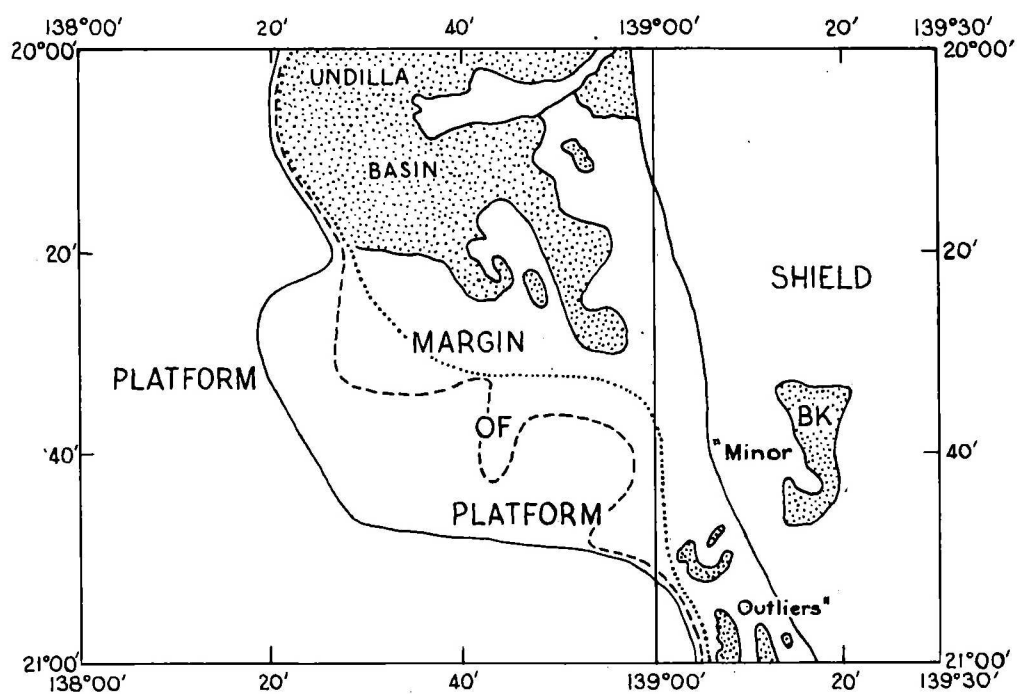 138°00′ 20′ 40′ 139°00′ 20′ 139°30′
20°00′ 20°00′
UNDILLA
BASIN
20′ 20′
SHIELD
MARGIN
PLATFORM
BK
OF
40′ "Minor 40′
PLATFORM
Outliers"
21°00′ 21°00′
138°00′ 20′ 40′ 139°00′ 20′ 139°30′